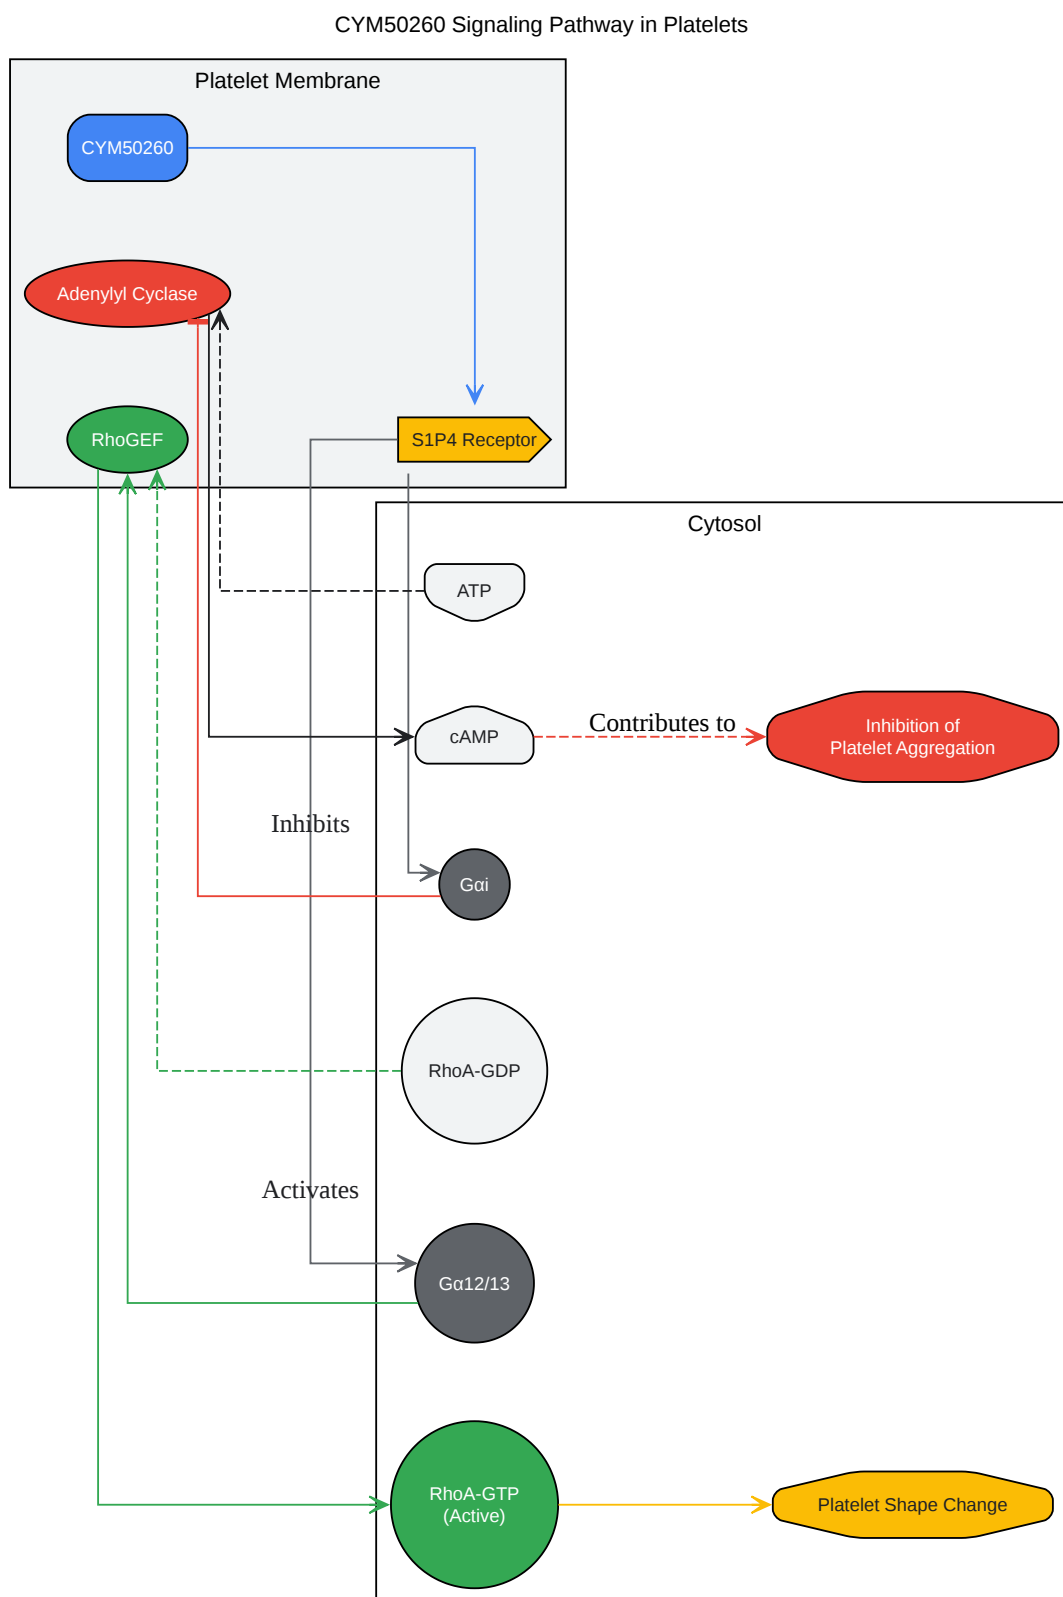 CYM50260 Signaling Pathway in Platelets
Platelet Membrane
CYM50260
Adenylyl Cyclase
RhoGEF
S1P4 Receptor
Cytosol
ATP
cAMP
Contributes to
Inhibition of
Platelet Aggregation
Inhibits
Gαi
RhoA-GDP
Activates
Gα12/13
RhoA-GTP
(Active)
Platelet Shape Change